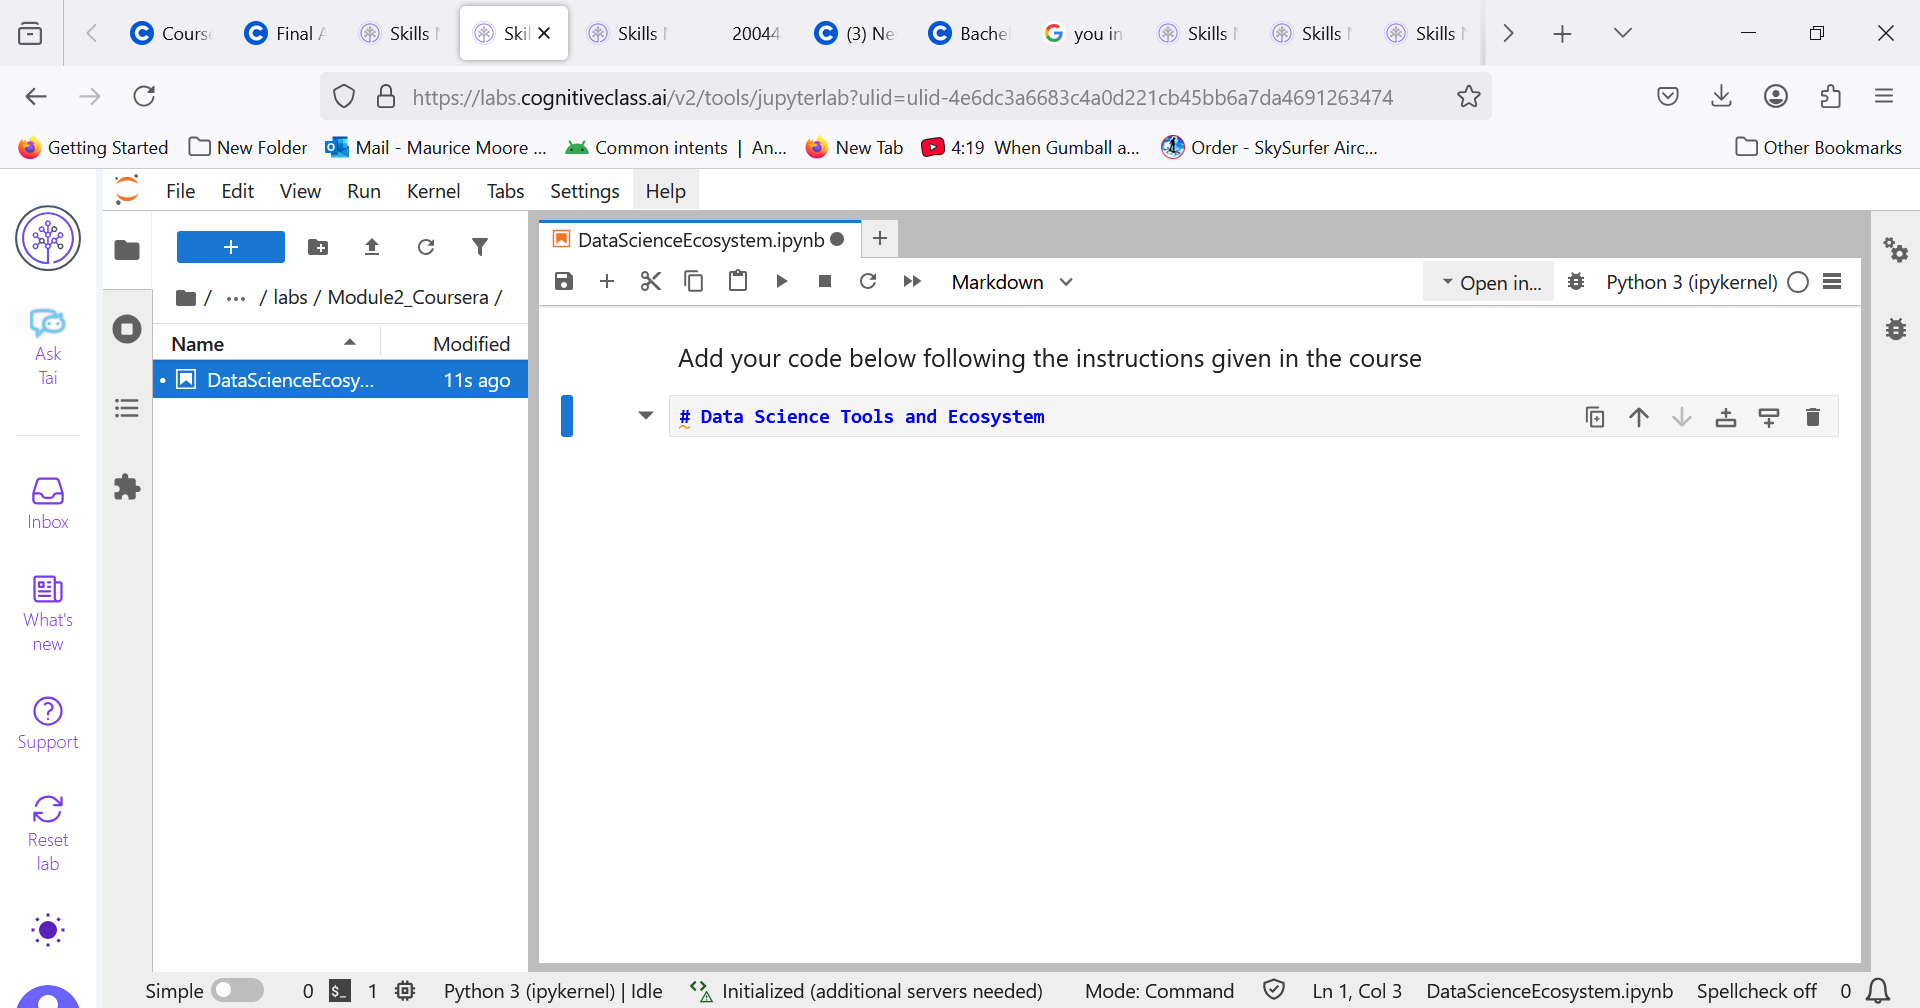 Course
Final A
Skills N
Skil
Skills N
20044
(3) Ne
Bachel
you in
Skills N
Skills N
Skills N
https://labs.cognitiveclass.ai/v2/tools/jupyterlab?ulid=ulid-4e6dc3a6683c4a0d221cb45bb6a7da4691263474
Getting Started
New Folder
Mail - Maurice Moore ...
Common intents | An...
New Tab
4:19 When Gumball a...
Order - SkySurfer Airc...
Other Bookmarks
File Edit View Run Kernel Tabs Settings Help
DataScienceEcosystem.ipynb
Markdown
Open in...
Python 3 (ipykernel)
/ ··· / labs / Module2_Coursera /
Name Modified
DataScienceEcosy... 11s ago
Add your code below following the instructions given in the course
# Data Science Tools and Ecosystem
Ask
Tai
Inbox
What's
new
Support
Reset
lab
Simple 0 $_ 1 Python 3 (ipykernel) | Idle Initialized (additional servers needed) Mode: Command Ln 1, Col 3 DataScienceEcosystem.ipynb Spellcheck off 0